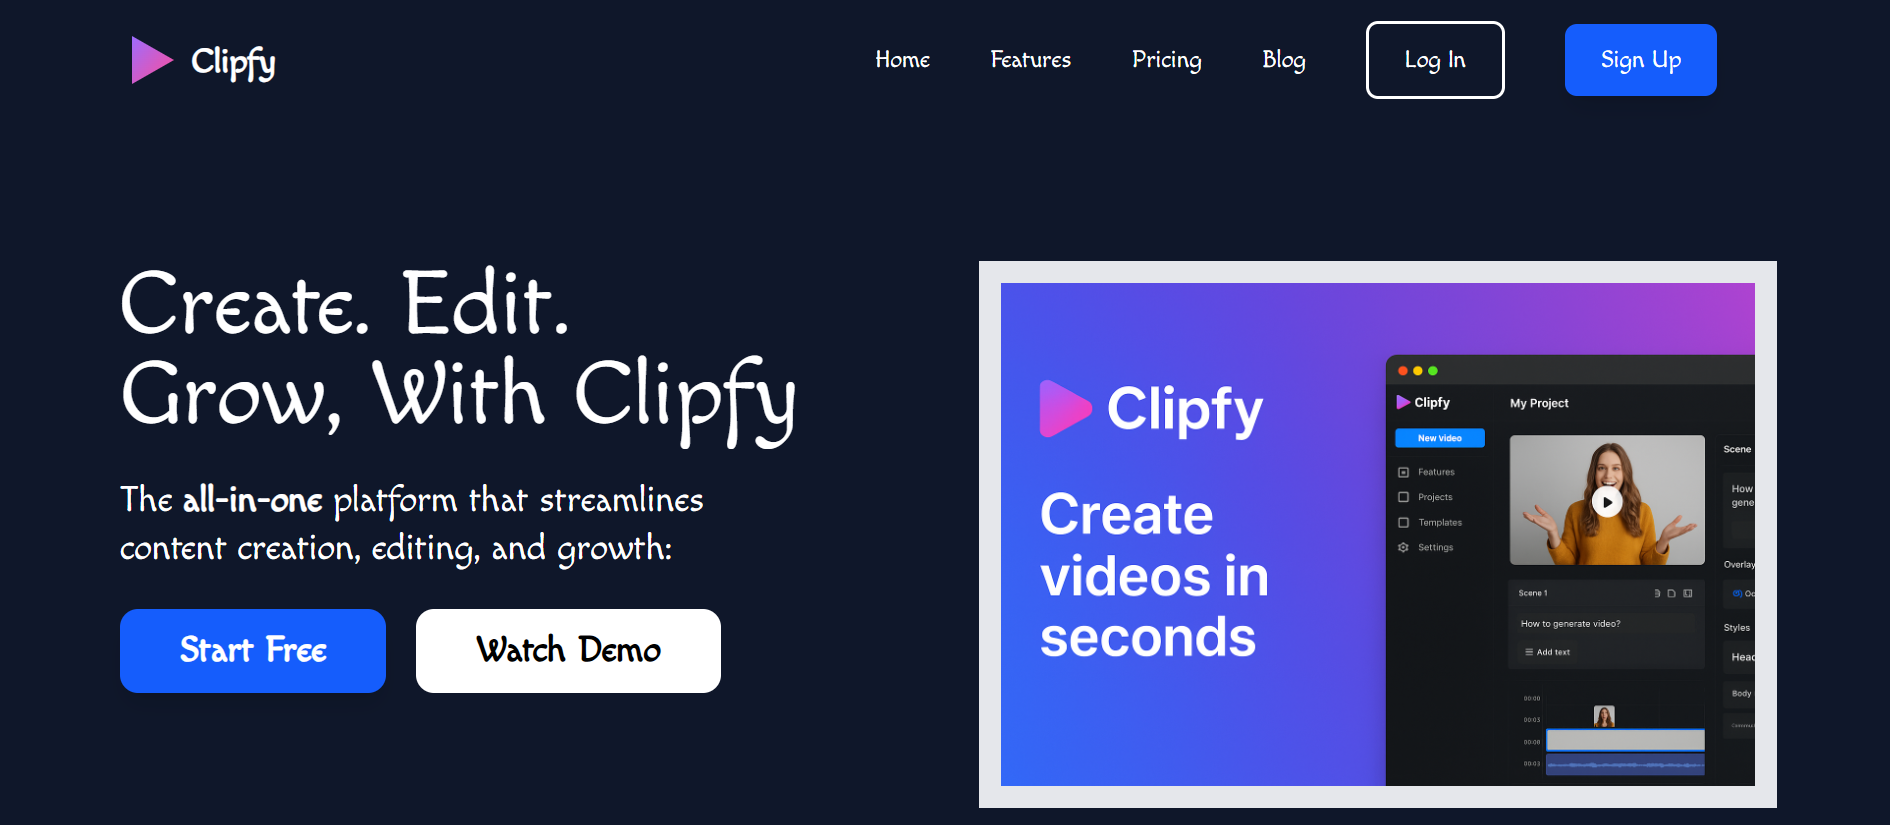 Clipfy
Home
Features
Pricing
Blog
Log In
Sign Up
Create. Edit.
Grow, With Clipfy
The all-in-one platform that streamlines
content creation, editing, and growth:
Start Free
Watch Demo
Clipfy
Create
videos in
seconds
Clipfy
New video
Features
Projects
Templates
Settings
My Project
Scene 1
How to generate video?
Add text
00:00
00:03
00:00
00:03
Scene
How
gene
Overlay
Styles
Head
Body